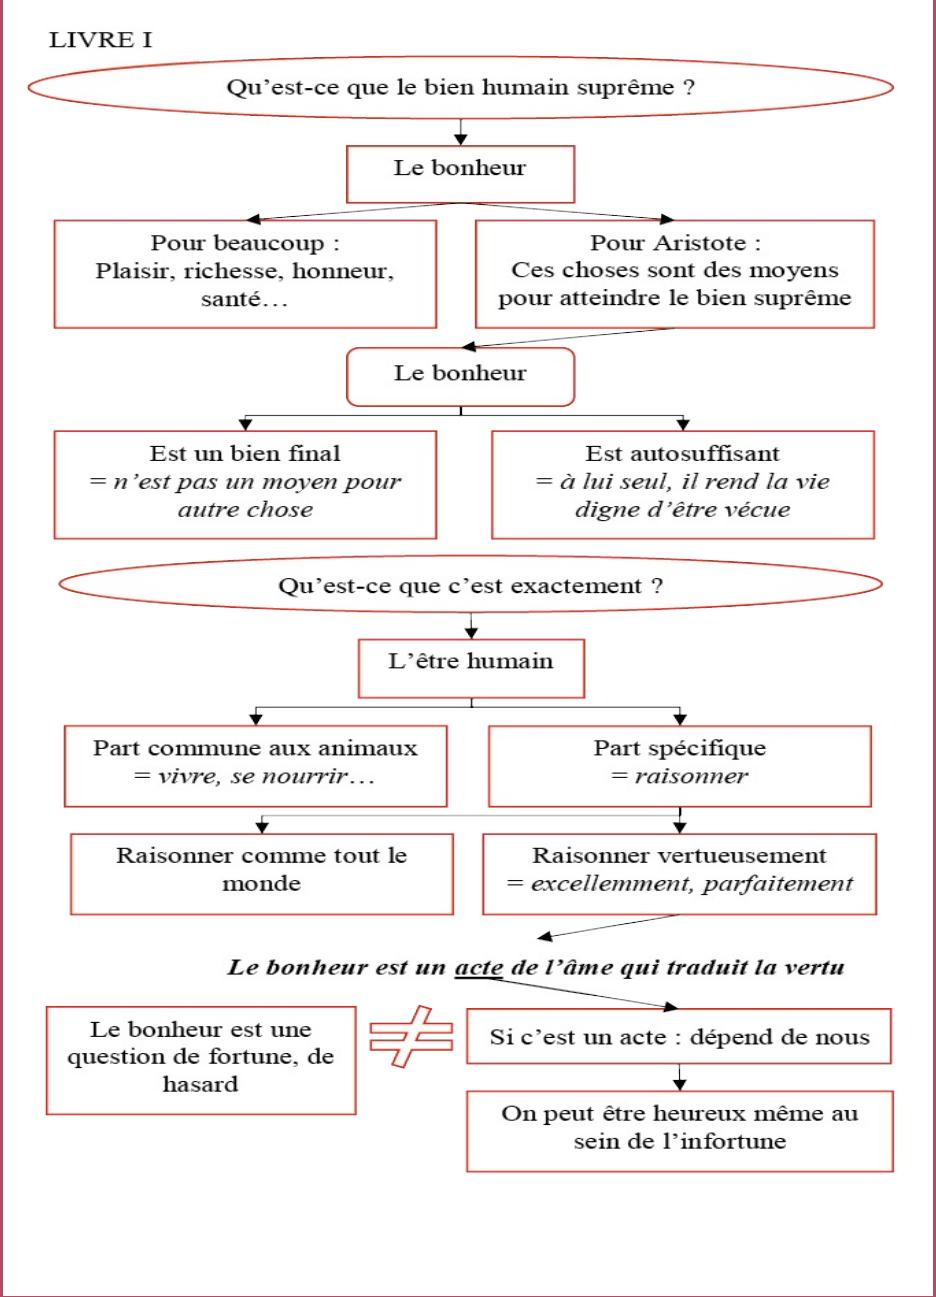 LIVRE I
Qu’est-ce que le bien humain suprême ?
Le bonheur
Pour beaucoup :
Plaisir, richesse, honneur,
santé…
Pour Aristote :
Ces choses sont des moyens
pour atteindre le bien suprême
Le bonheur
Est un bien final
= n’est pas un moyen pour
autre chose
Est autosuffisant
= à lui seul, il rend la vie
digne d’être vécue
Qu’est-ce que c’est exactement ?
L’être humain
Part commune aux animaux
= vivre, se nourrir…
Part spécifique
= raisonner
Raisonner comme tout le
monde
Raisonner vertueusement
= excellemment, parfaitement
Le bonheur est un acte de l’âme qui traduit la vertu
Le bonheur est une
question de fortune, de
hasard
≠
Si c’est un acte : dépend de nous
On peut être heureux même au
sein de l’infortune